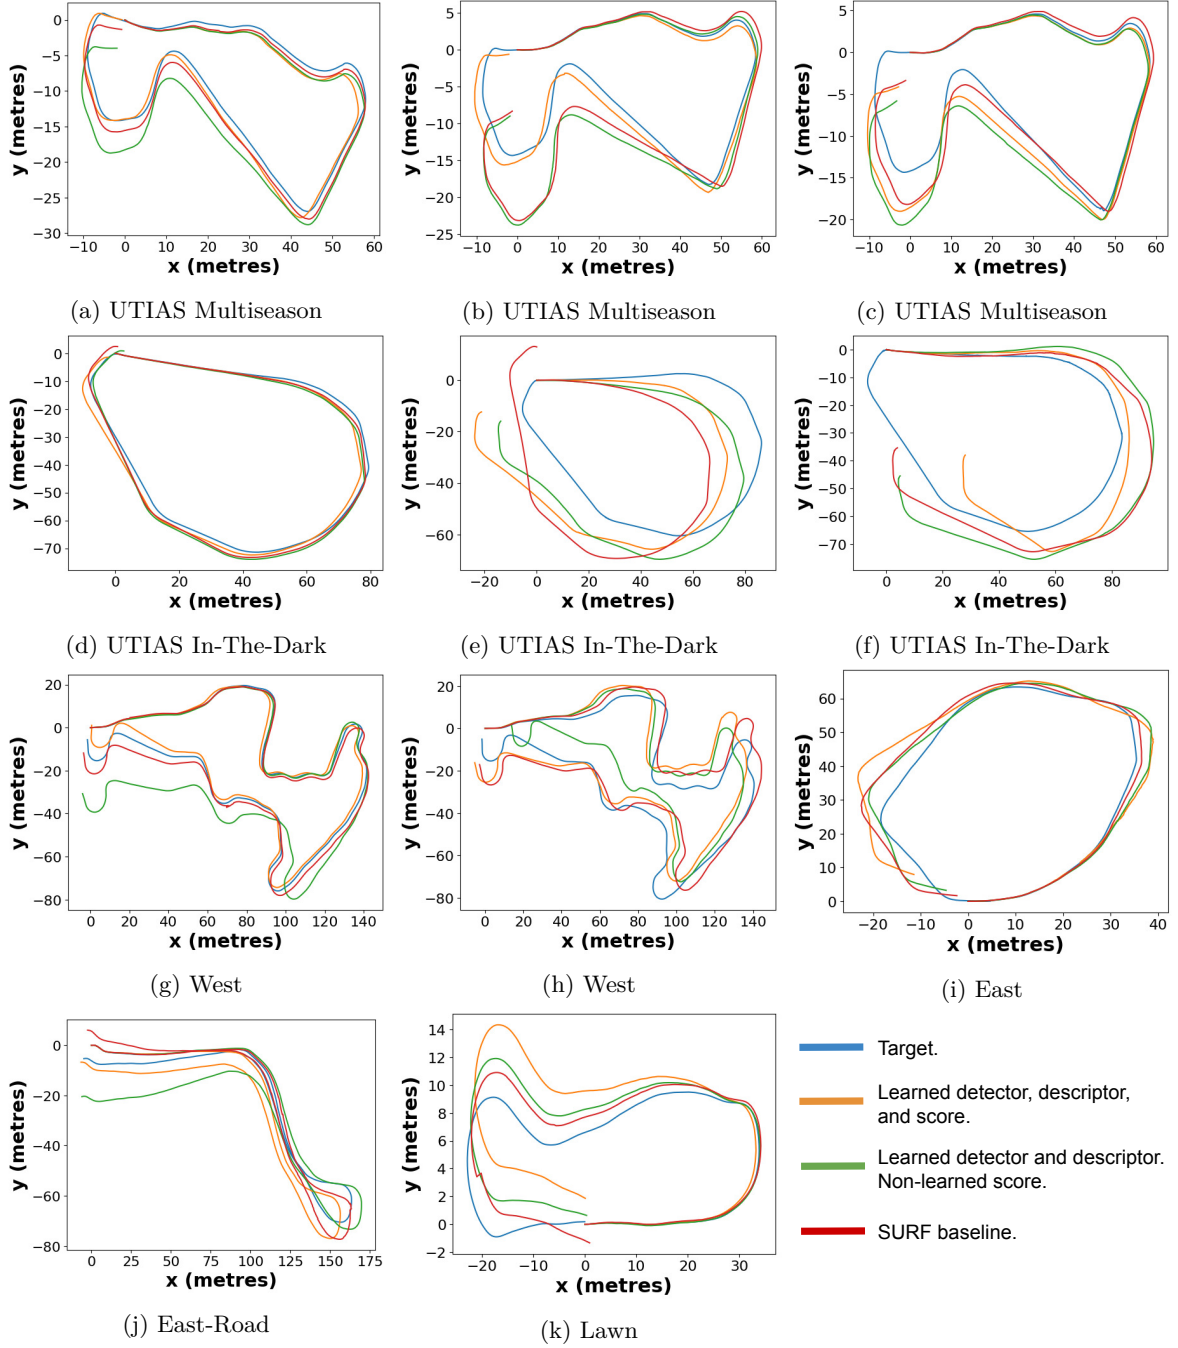 0
−5
−10
−15
−20
−25
−30
−10 0 10 20 30 40 50 60
x (metres)
y (metres)
(a) UTIAS Multiseason
5
0
−5
−10
−15
−20
−25
−10 0 10 20 30 40 50 60
x (metres)
y (metres)
(b) UTIAS Multiseason
5
0
−5
−10
−15
−20
−10 0 10 20 30 40 50 60
x (metres)
y (metres)
(c) UTIAS Multiseason
0
−10
−20
−30
−40
−50
−60
−70
0 20 40 60 80
x (metres)
y (metres)
(d) UTIAS In-The-Dark
0
−20
−40
−60
−20 0 20 40 60 80
x (metres)
y (metres)
(e) UTIAS In-The-Dark
0
−10
−20
−30
−40
−50
−60
−70
0 20 40 60 80
x (metres)
y (metres)
(f) UTIAS In-The-Dark
20
0
−20
−40
−60
−80
0 20 40 60 80 100 120 140
x (metres)
y (metres)
(g) West
20
0
−20
−40
−60
−80
0 20 40 60 80 100 120 140
x (metres)
y (metres)
(h) West
60
50
40
30
20
10
0
−20 −10 0 10 20 30 40
x (metres)
y (metres)
(i) East
0
−20
−40
−60
−80
0 25 50 75 100 125 150 175
x (metres)
y (metres)
(j) East-Road
14
12
10
8
6
4
2
0
−2
−20 −10 0 10 20 30
x (metres)
y (metres)
(k) Lawn
Target.
Learned detector, descriptor,
and score.
Learned detector and descriptor.
Non-learned score.
SURF baseline.